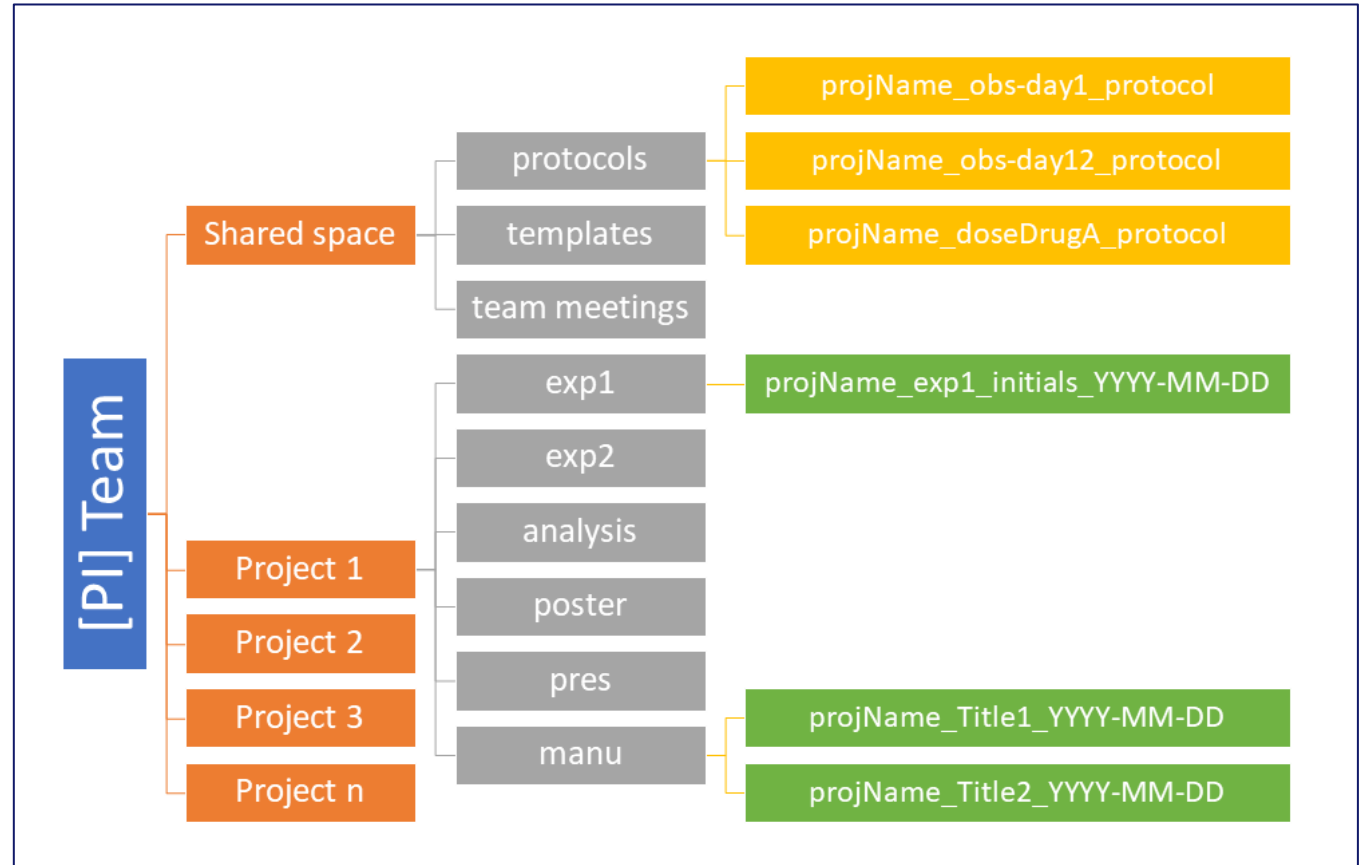 [PI] Team
Shared space
protocols
projName_obs-day1_protocol
projName_obs-day12_protocol
projName_doseDrugA_protocol
templates
team meetings
Project 1
exp1
projName_exp1_initials_YYYY-MM-DD
exp2
analysis
poster
pres
manu
projName_Title1_YYYY-MM-DD
projName_Title2_YYYY-MM-DD
Project 2
Project 3
Project n